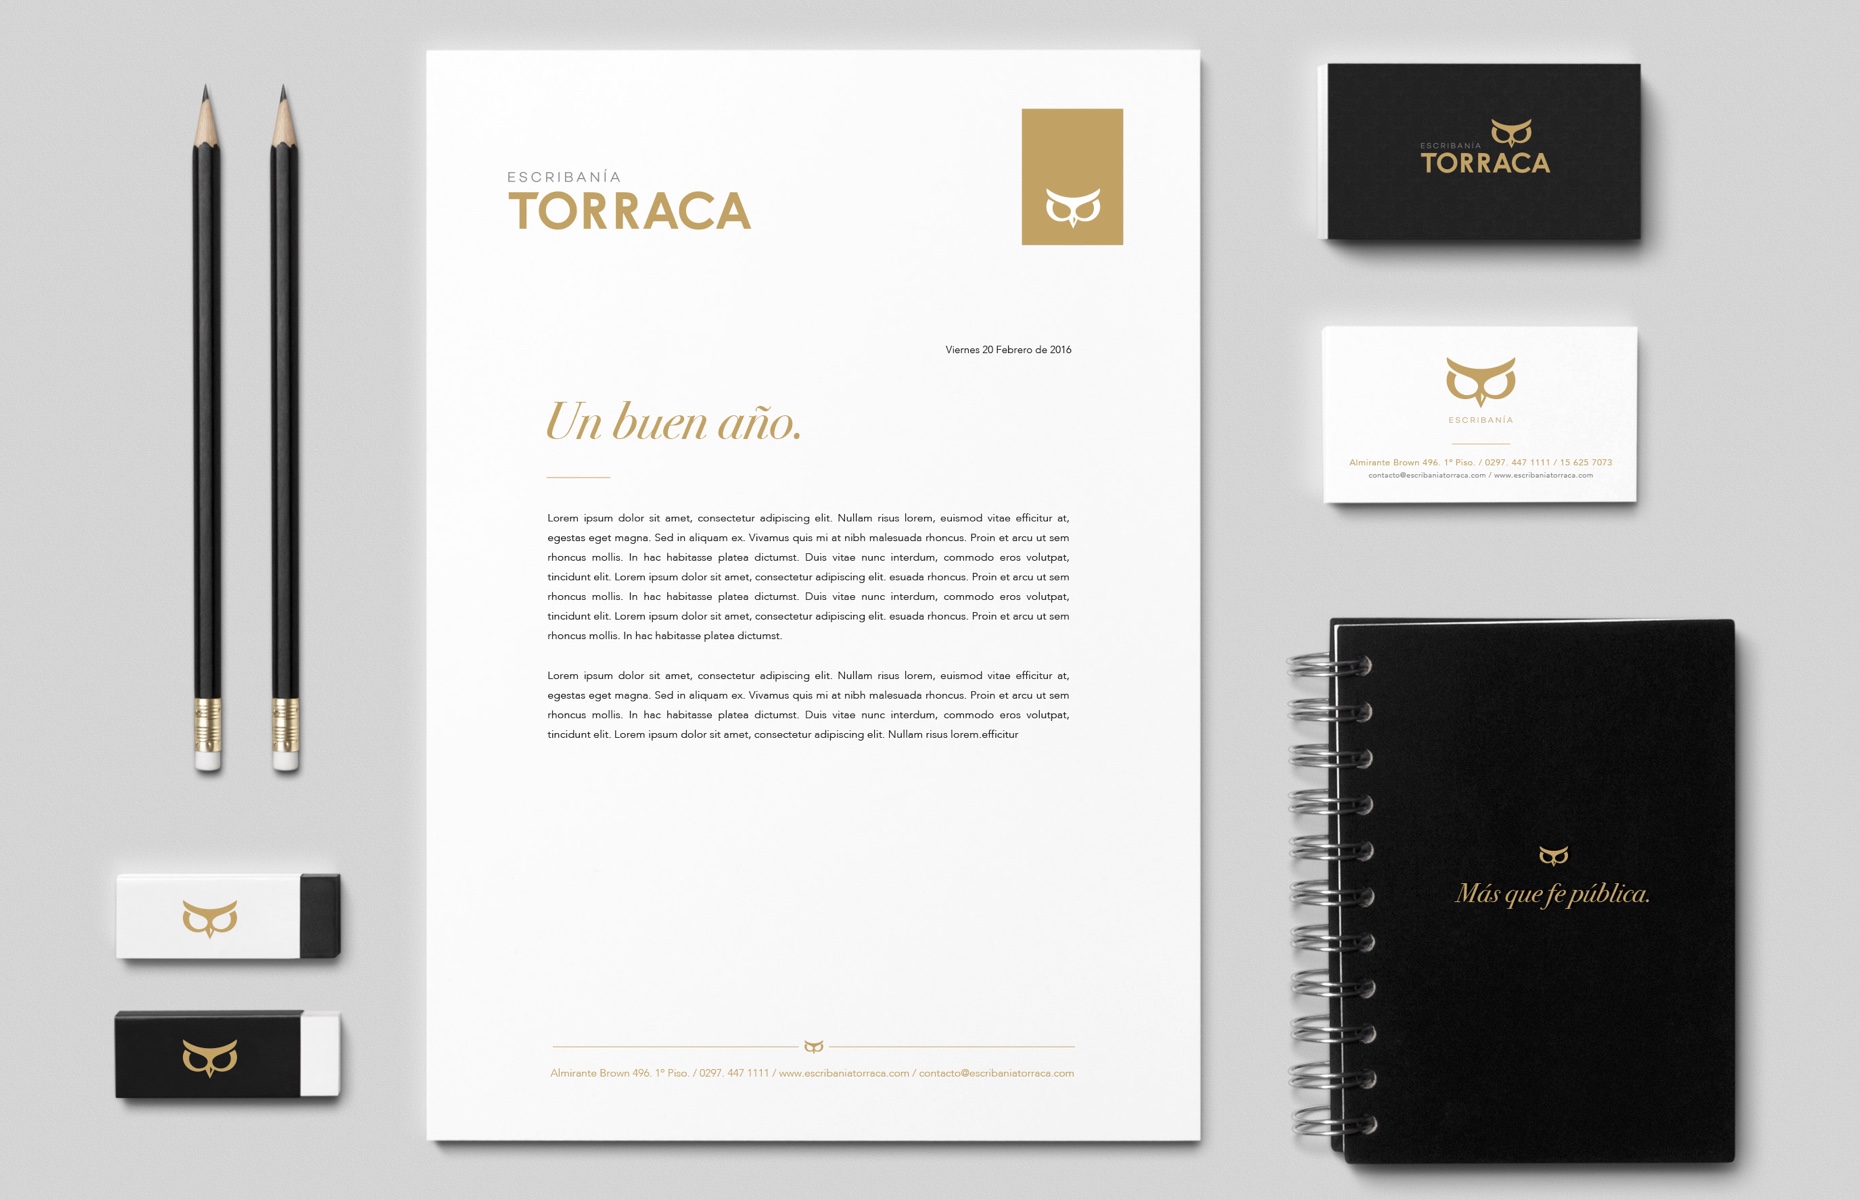 ESCRIBANÍA
TORRACA
Viernes 20 Febrero de 2016
Un buen año.
Lorem ipsum dolor sit amet, consectetur adipiscing elit. Nullam risus lorem, euismod vitae efficitur at,
egestas eget magna. Sed in aliquam ex. Vivamus quis mi at nibh malesuada rhoncus. Proin et arcu ut sem
rhoncus mollis. In hac habitasse platea dictumst. Duis vitae nunc interdum, commodo eros volutpat,
tincidunt elit. Lorem ipsum dolor sit amet, consectetur adipiscing elit. esuada rhoncus. Proin et arcu ut sem
rhoncus mollis. In hac habitasse platea dictumst. Duis vitae nunc interdum, commodo eros volutpat,
tincidunt elit. Lorem ipsum dolor sit amet, consectetur adipiscing elit. esuada rhoncus. Proin et arcu ut sem
rhoncus mollis. In hac habitasse platea dictumst.
Lorem ipsum dolor sit amet, consectetur adipiscing elit. Nullam risus lorem, euismod vitae efficitur at,
egestas eget magna. Sed in aliquam ex. Vivamus quis mi at nibh malesuada rhoncus. Proin et arcu ut sem
rhoncus mollis. In hac habitasse platea dictumst. Duis vitae nunc interdum, commodo eros volutpat,
tincidunt elit. Lorem ipsum dolor sit amet, consectetur adipiscing elit. Nullam risus lorem.efficitur
Almirante Brown 496. 1º Piso. / 0297. 447 1111 / www.escribaniatorraca.com / contacto@escribaniatorraca.com
ESCRIBANÍA
TORRACA
ESCRIBANÍA
Almirante Brown 496. 1º Piso. / 0297. 447 1111 / 15 625 7073
contacto@escribaniatorraca.com / www.escribaniatorraca.com
Más que fe pública.